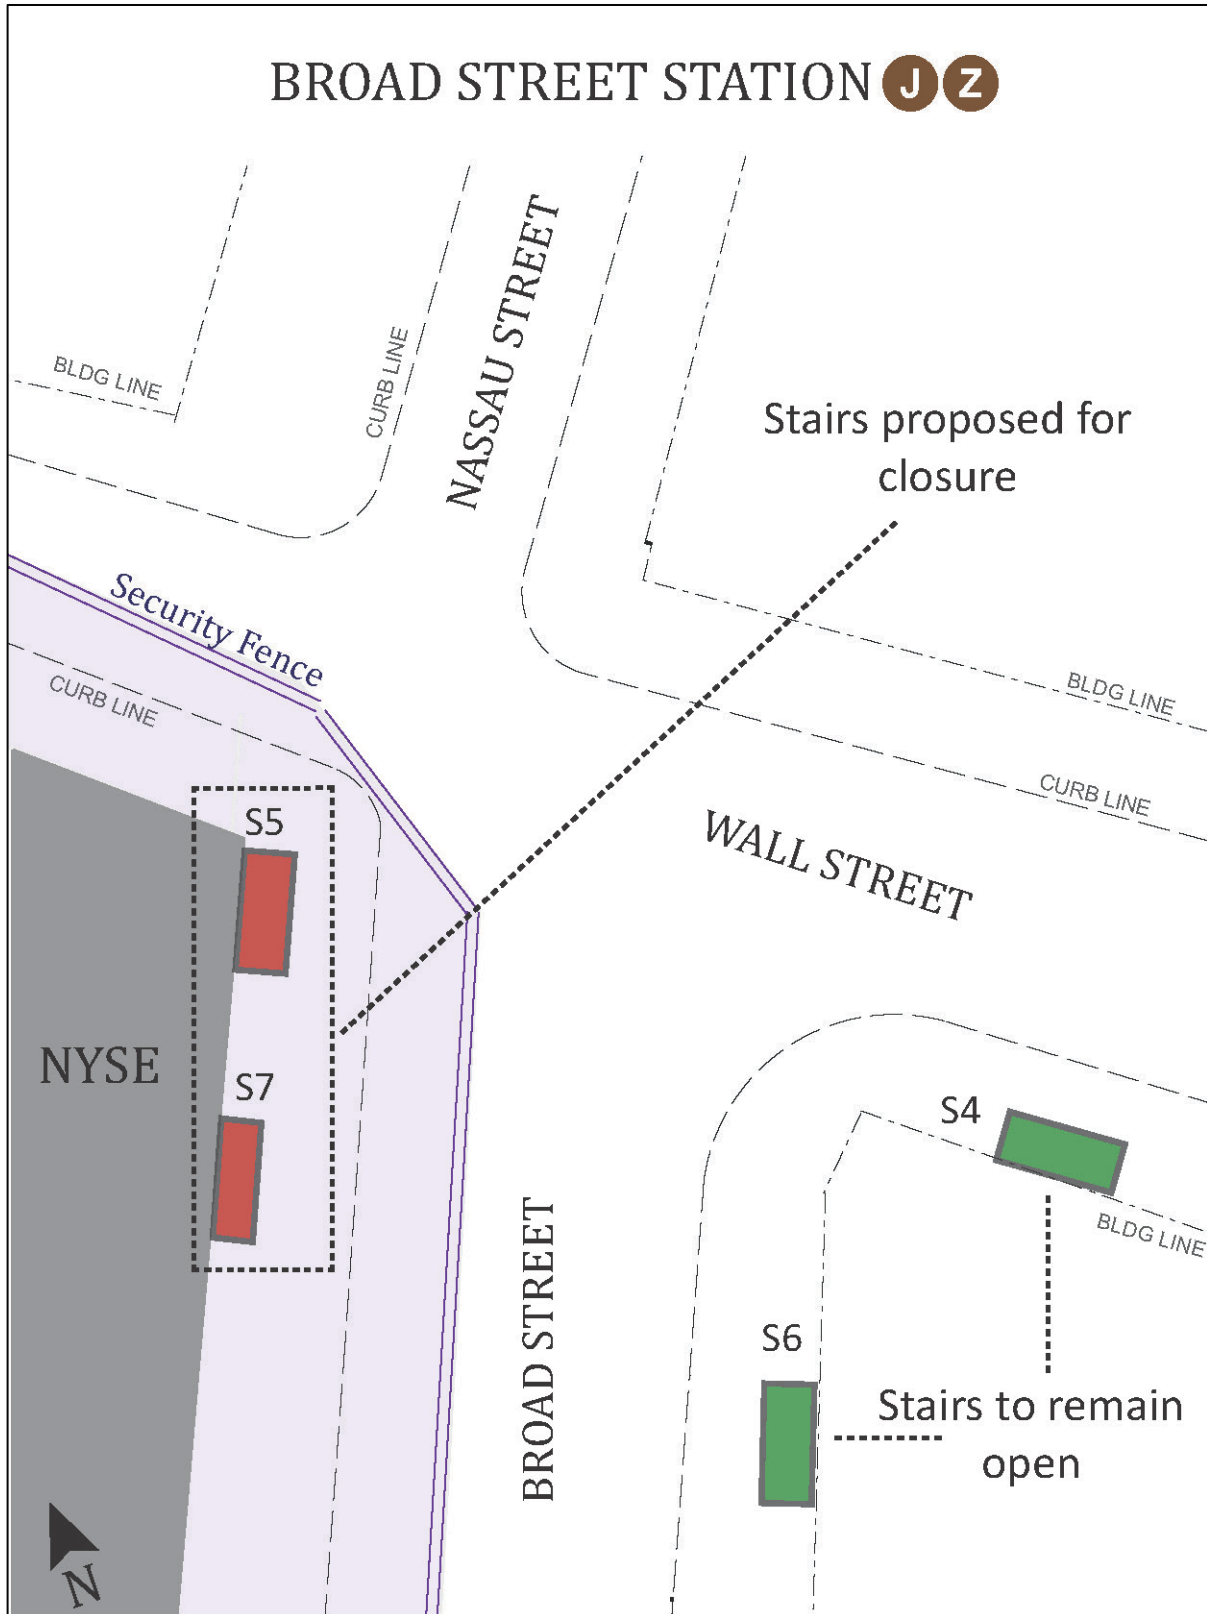 BROAD STREET STATION J Z
NASSAU STREET
BLDG LINE
CURB LINE
Stairs proposed for
closure
Security Fence
CURB LINE
BLDG LINE
CURB LINE
S5
WALL STREET
NYSE
S7
S4
BLDG LINE
BROAD STREET
S6
Stairs to remain
open
N